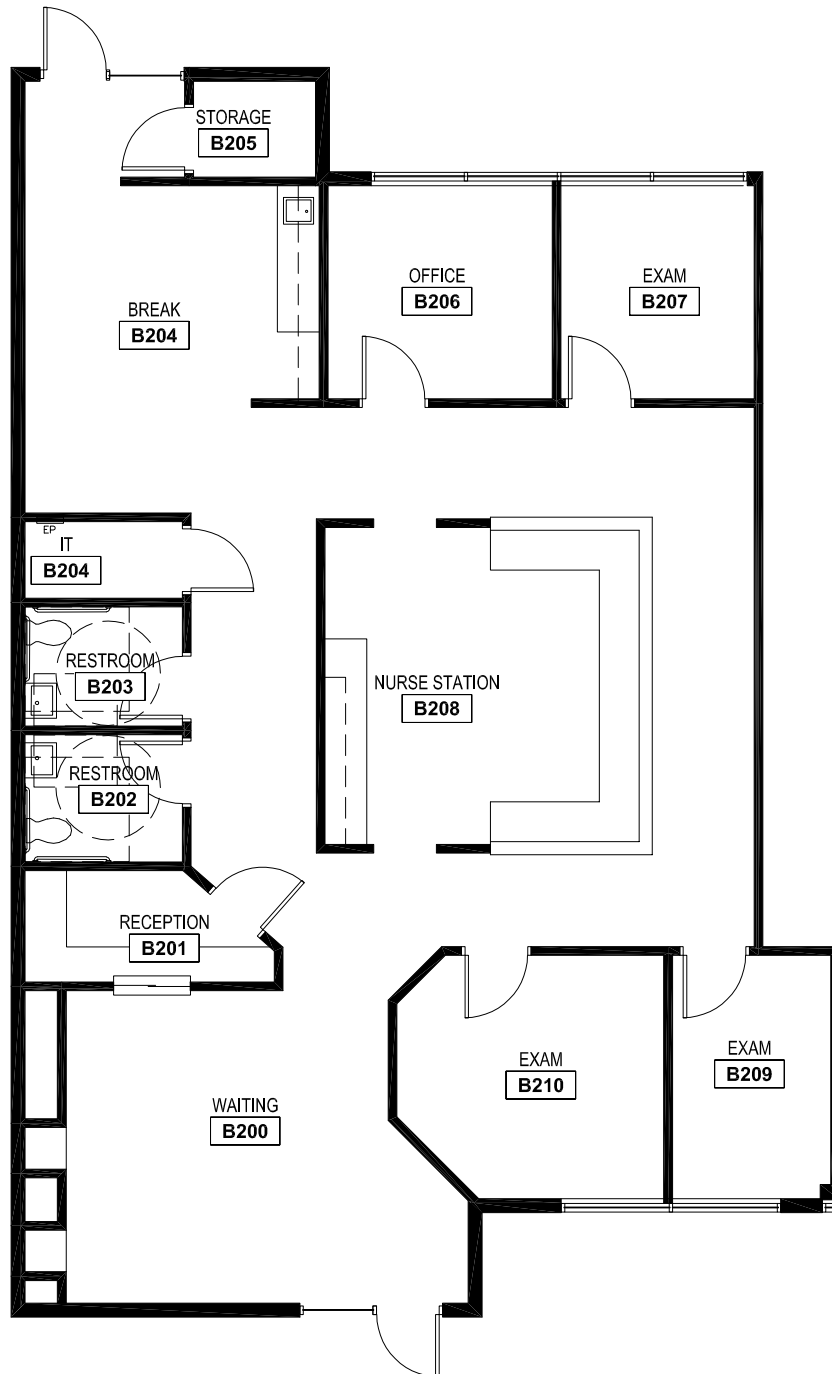 STORAGE
B205
OFFICE
B206
EXAM
B207
BREAK
B204
EP
IT
B204
RESTROOM
B203
NURSE STATION
B208
RESTROOM
B202
RECEPTION
B201
EXAM
B210
EXAM
B209
WAITING
B200